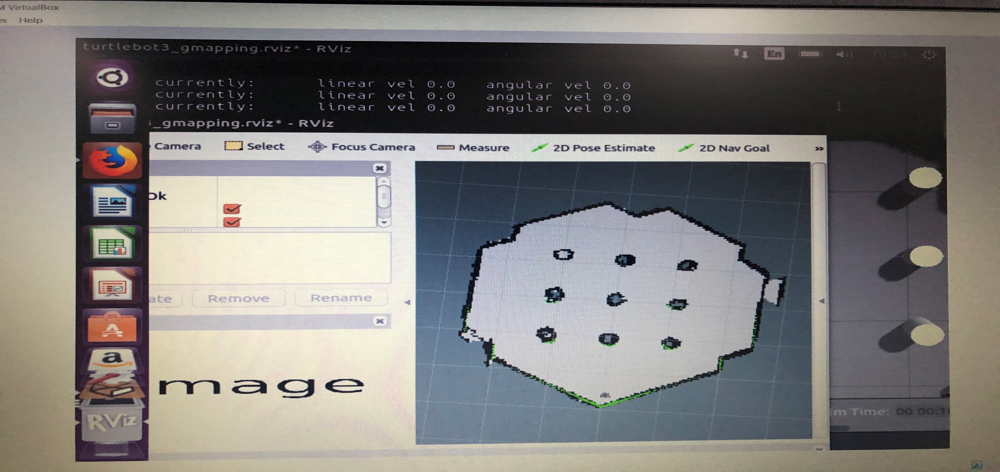 M VirtualBox
es Help
turtlebot3_gmapping.rviz* - RViz
En 19:53
currently: linear vel 0.0 angular vel 0.0
currently: linear vel 0.0 angular vel 0.0
currently: linear vel 0.0 angular vel 0.0
_gmapping.rviz* - RViz
Camera Select Focus Camera Measure 2D Pose Estimate 2D Nav Goal »
Ok
ate Remove Rename
A
a
mage
RViz
im Time: 00 00:1